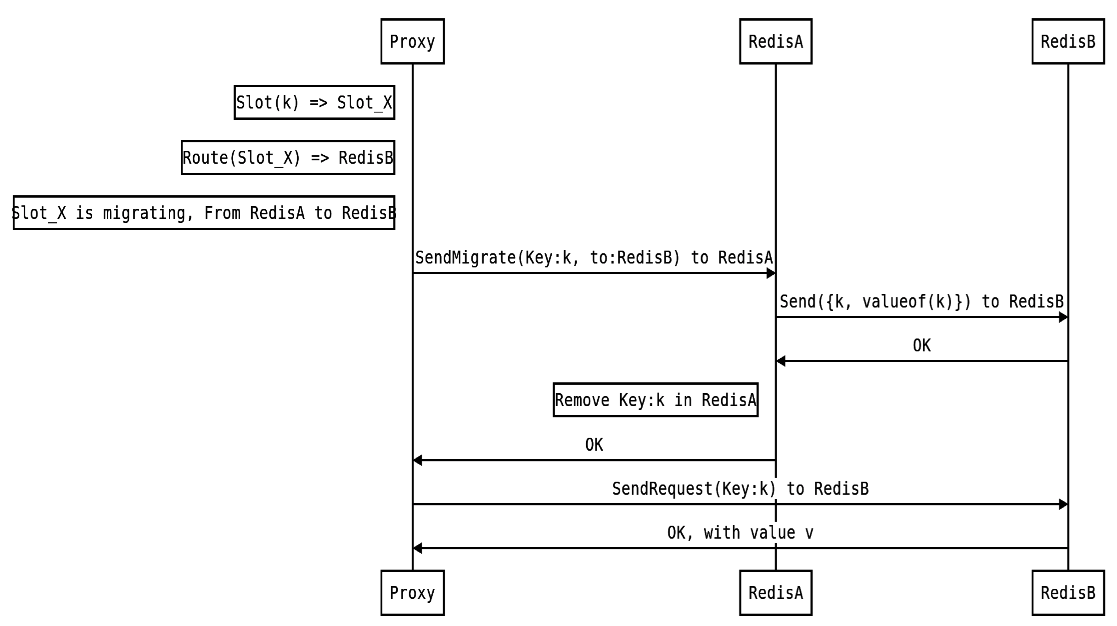 Proxy
RedisA
RedisB
Slot(k) => Slot_X
Route(Slot_X) => RedisB
Slot_X is migrating, From RedisA to RedisB
SendMigrate(Key:k, to:RedisB) to RedisA
Send({k, valueof(k)}) to RedisB
OK
Remove Key:k in RedisA
OK
SendRequest(Key:k) to RedisB
OK, with value v
Proxy
RedisA
RedisB